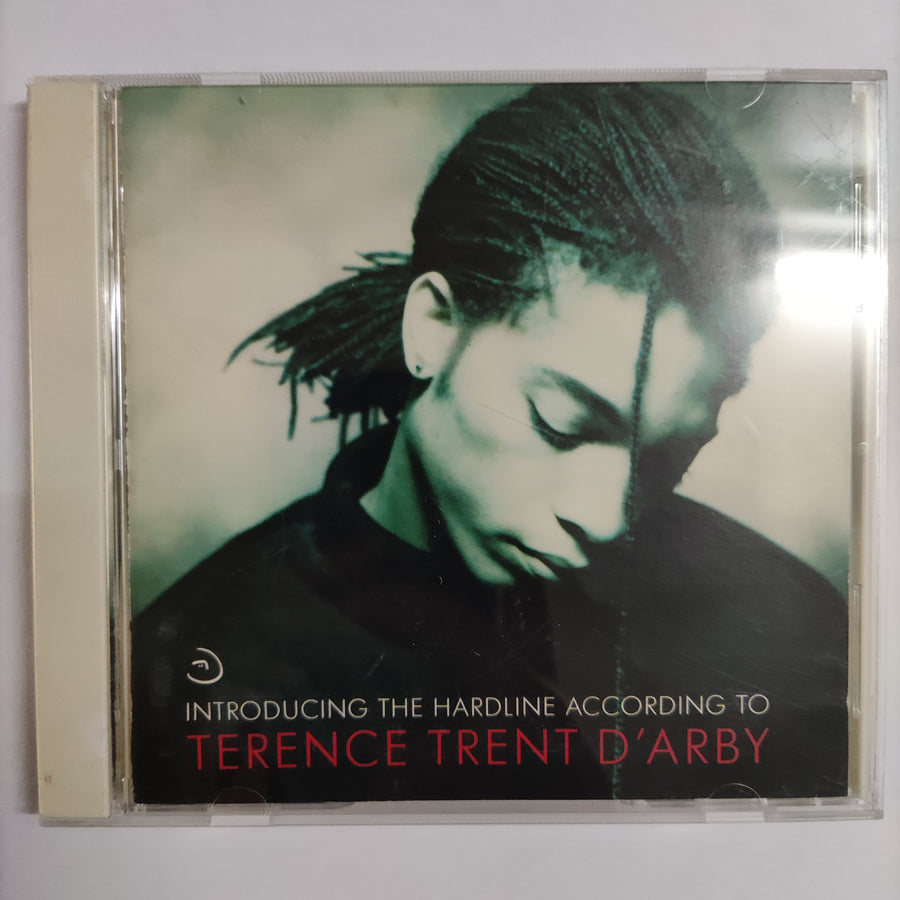 INTRODUCING THE HARDLINE ACCORDING TO
TERENCE TRENT D'ARBY